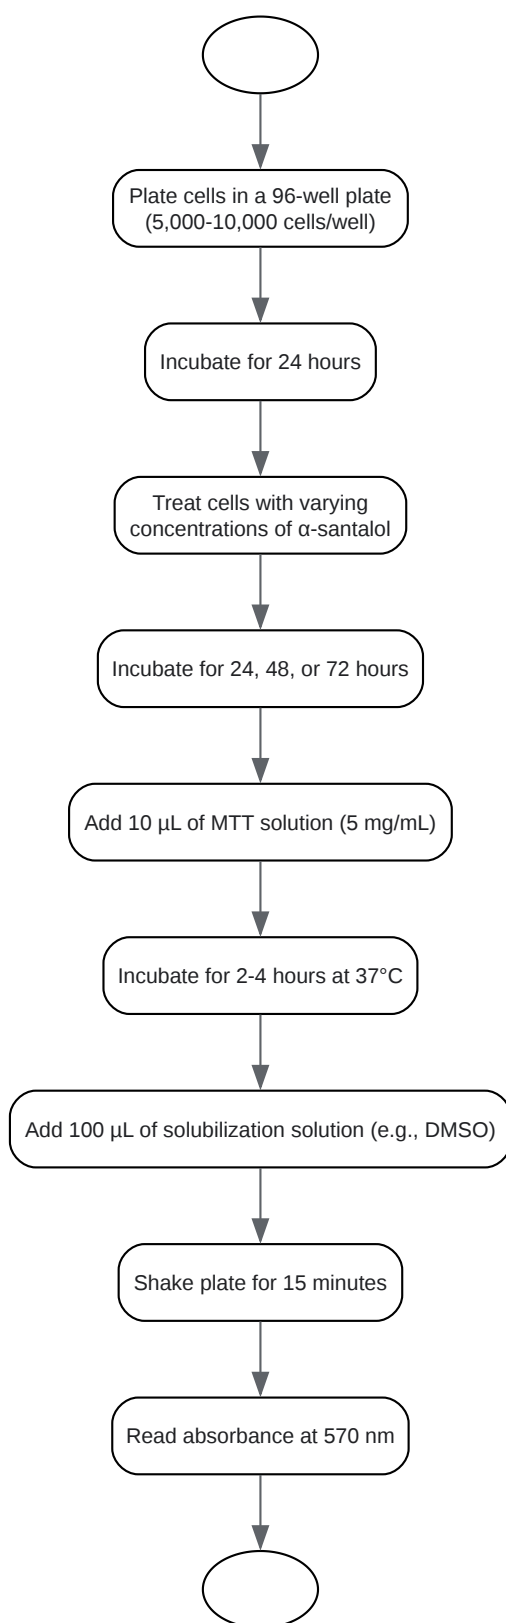 Plate cells in a 96-well plate
(5,000-10,000 cells/well)
Incubate for 24 hours
Treat cells with varying
concentrations of α-santalol
Incubate for 24, 48, or 72 hours
Add 10 µL of MTT solution (5 mg/mL)
Incubate for 2-4 hours at 37°C
Add 100 µL of solubilization solution (e.g., DMSO)
Shake plate for 15 minutes
Read absorbance at 570 nm